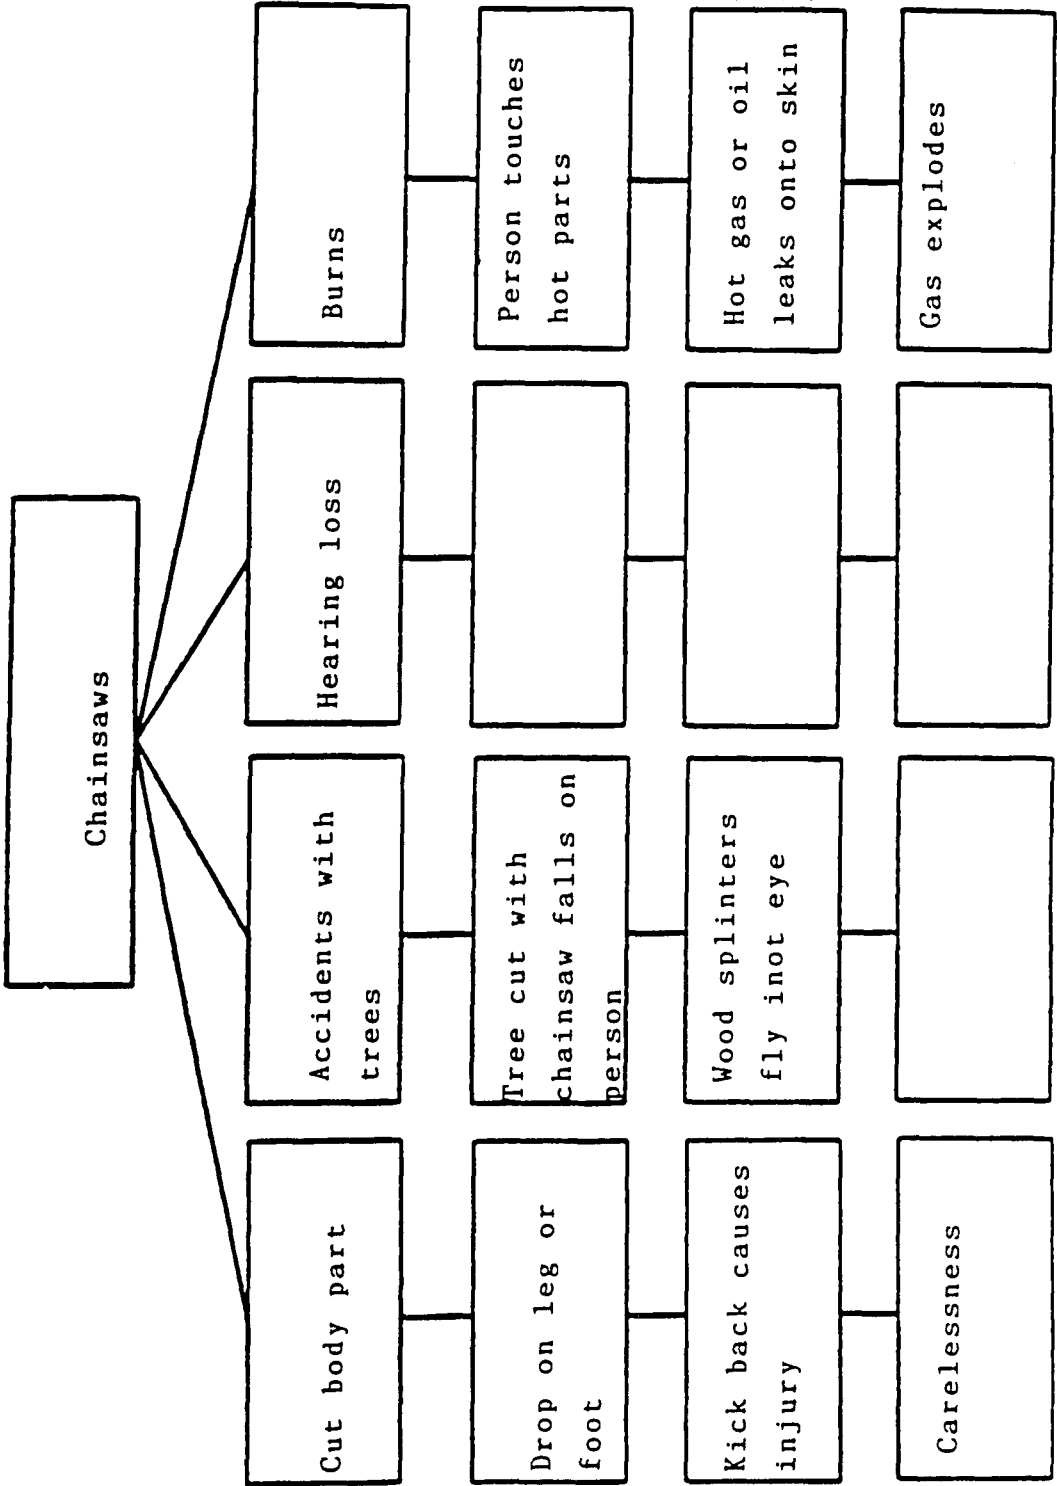 Chainsaws
Cut body part
Accidents with
trees
Hearing loss
Burns
Drop on leg or
foot
Tree cut with
chainsaw falls on
person
Person touches
hot parts
Kick back causes
injury
Wood splinters
fly inot eye
Hot gas or oil
leaks onto skin
Carelessness
Gas explodes